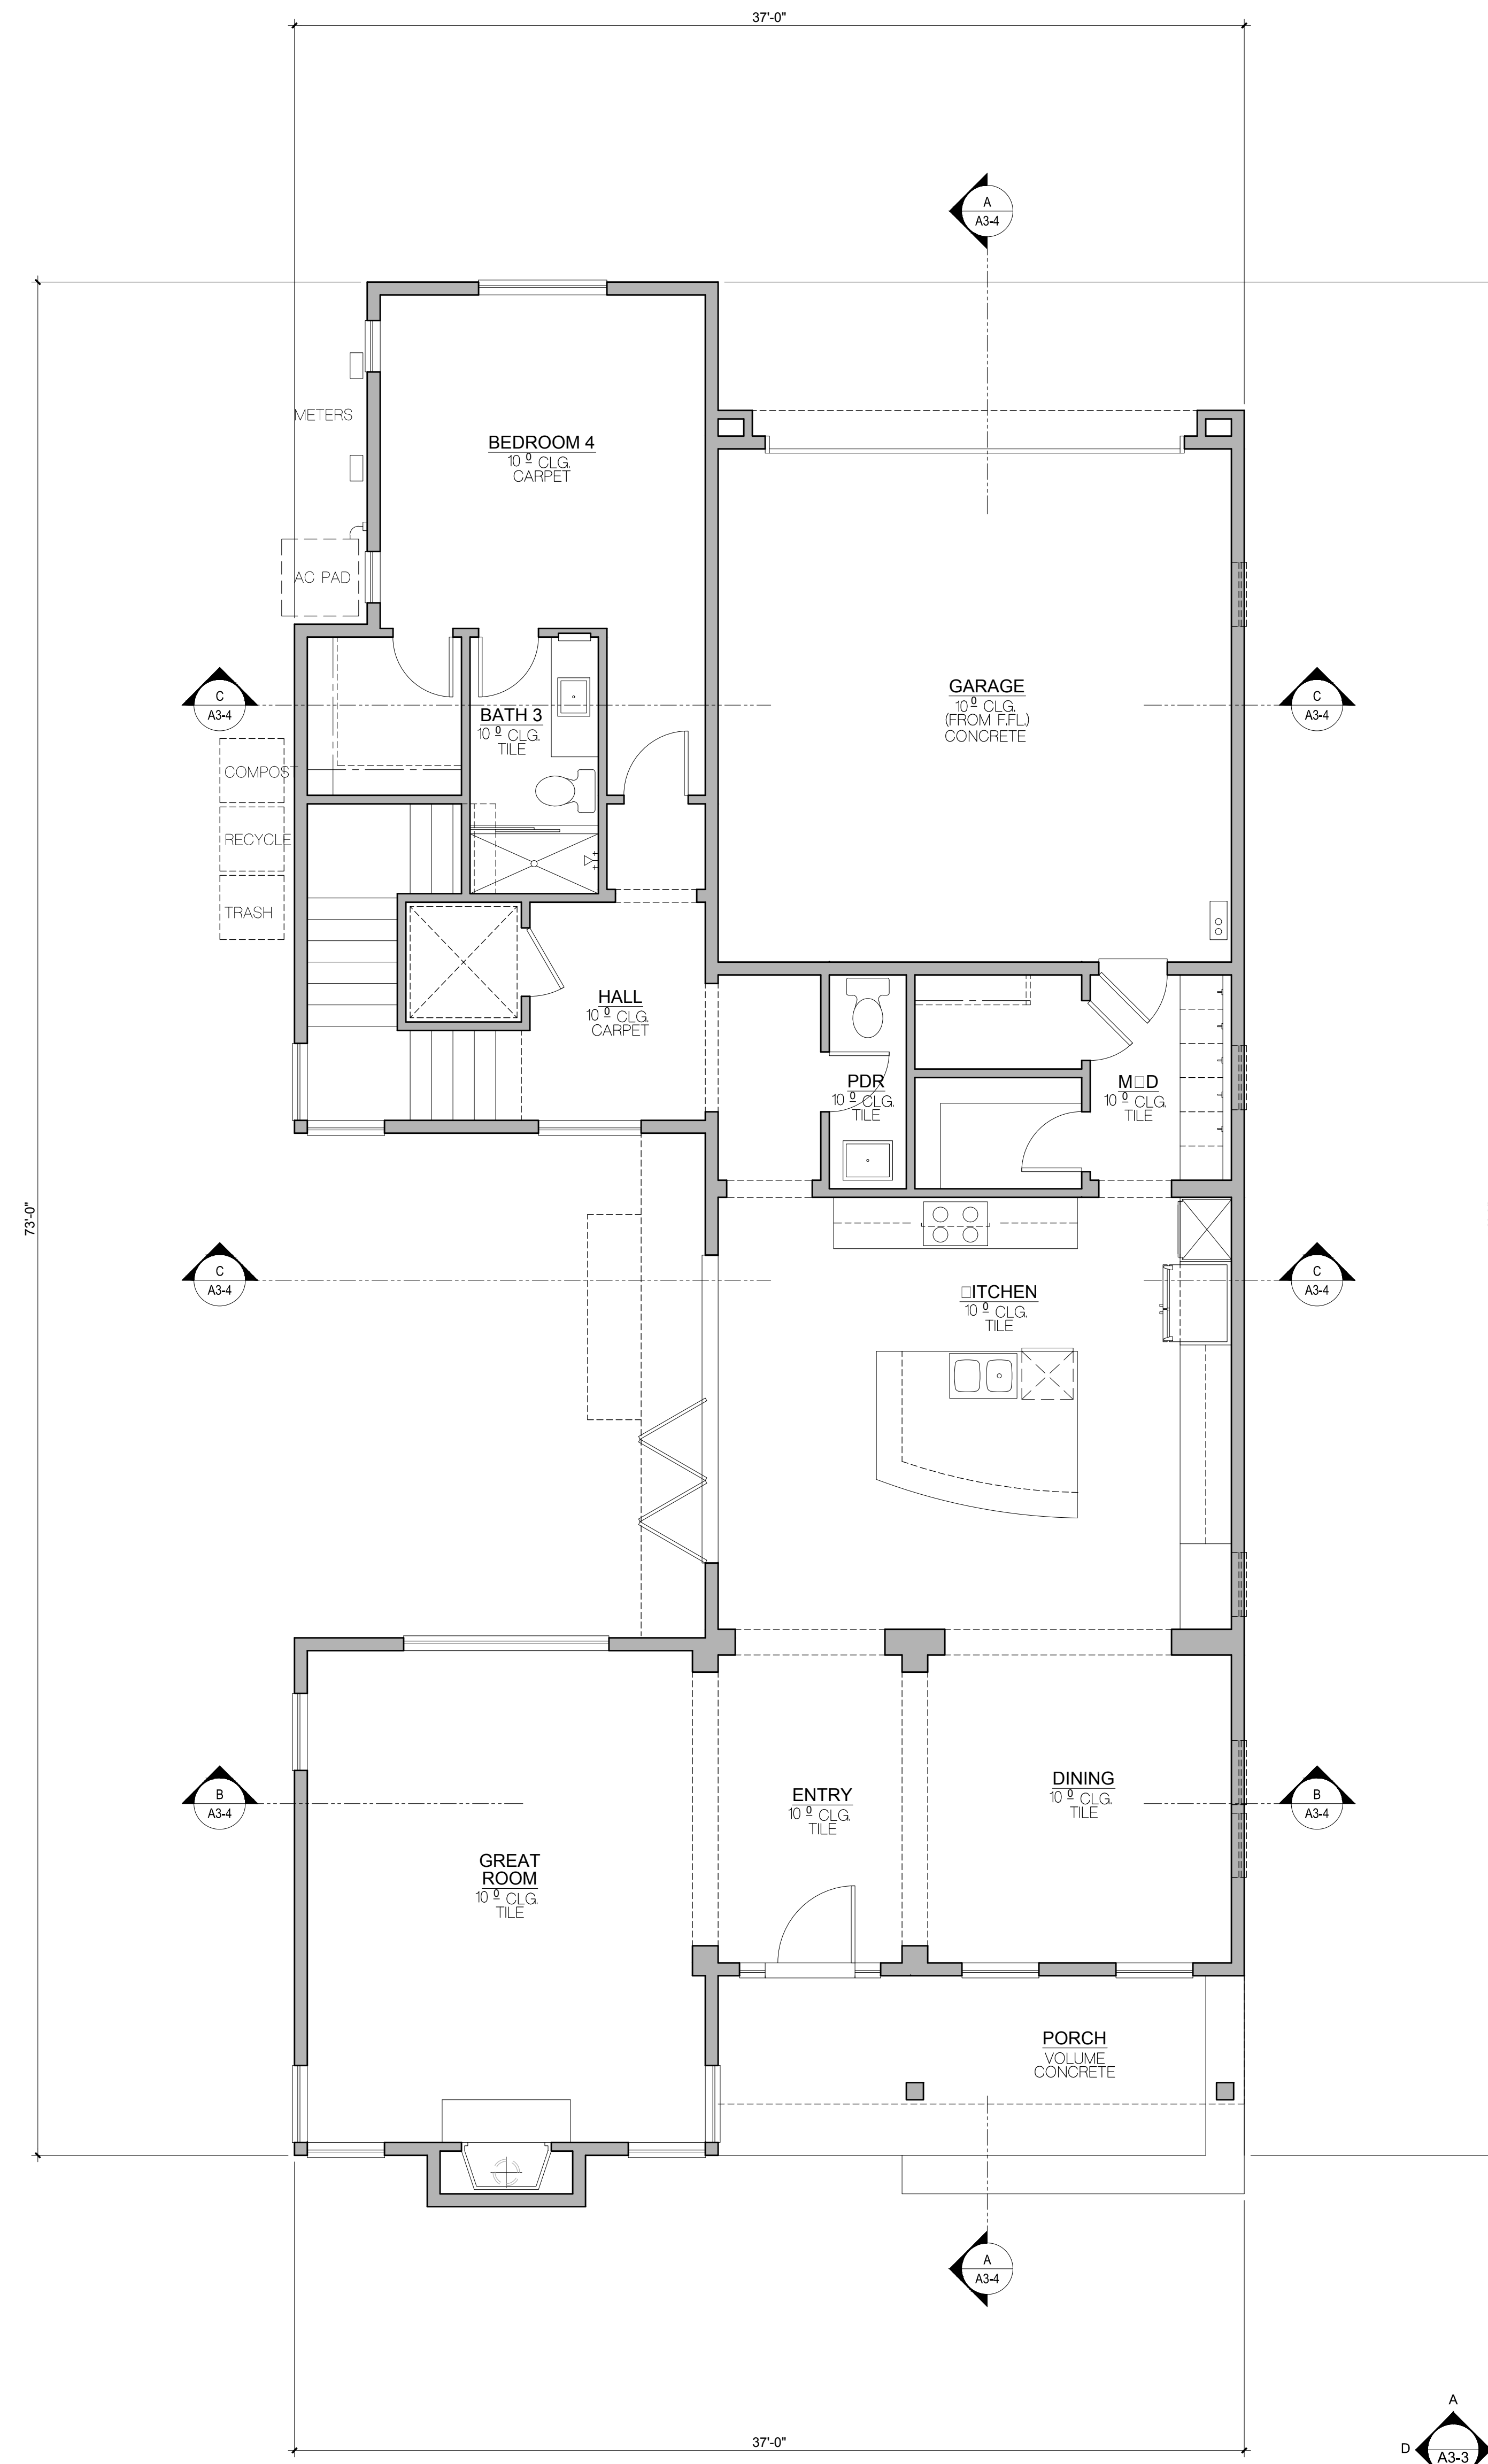 37'-0"
A
A3-4
METERS
BEDROOM 4
10 0 CLG.
CARPET
AC PAD
GARAGE
10 0 CLG.
(FROM F.FL.)
CONCRETE
C
A3-4
C
A3-4
BATH 3
10 0 CLG.
TILE
COMPOST
RECYCLE
TRASH
HALL
10 0 CLG.
CARPET
PDR
10 0 CLG.
TILE
M□D
10 0 CLG.
TILE
73'-0"
C
A3-4
C
A3-4
□ITCHEN
10 0 CLG.
TILE
B
A3-4
B
A3-4
DINING
10 0 CLG.
TILE
ENTRY
10 0 CLG.
TILE
GREAT
ROOM
10 0 CLG.
TILE
PORCH
VOLUME
CONCRETE
A
A3-4
A
D
A3-3
37'-0"